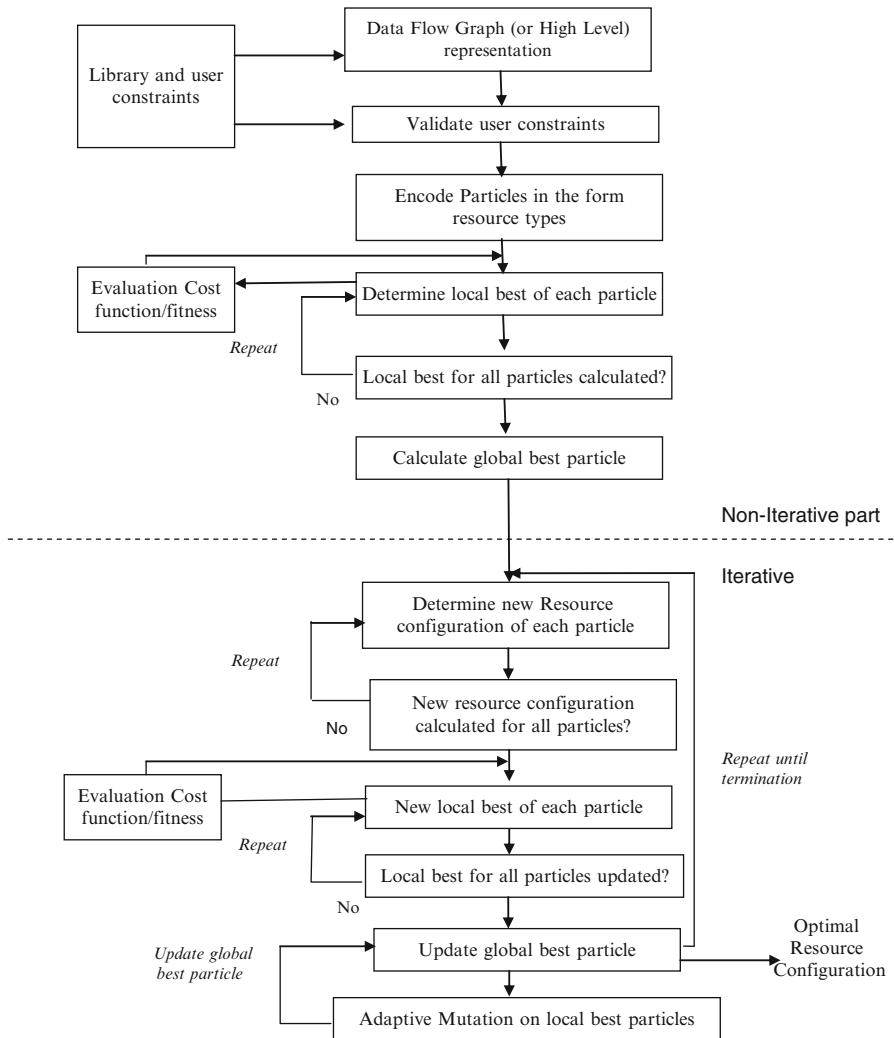 Data Flow Graph (or High Level)
representation
Library and user
constraints
Validate user constraints
Encode Particles in the form
resource types
Evaluation Cost
function/fitness
Determine local best of each particle
Repeat
Local best for all particles calculated?
No
Calculate global best particle
Non-Iterative part
Iterative
Determine new Resource
configuration of each particle
Repeat
New resource configuration
calculated for all particles?
No
Repeat until
termination
Evaluation Cost
function/fitness
New local best of each particle
Repeat
Local best for all particles updated?
No
Update global
best particle
Update global best particle
Optimal
Resource
Configuration
Adaptive Mutation on local best particles